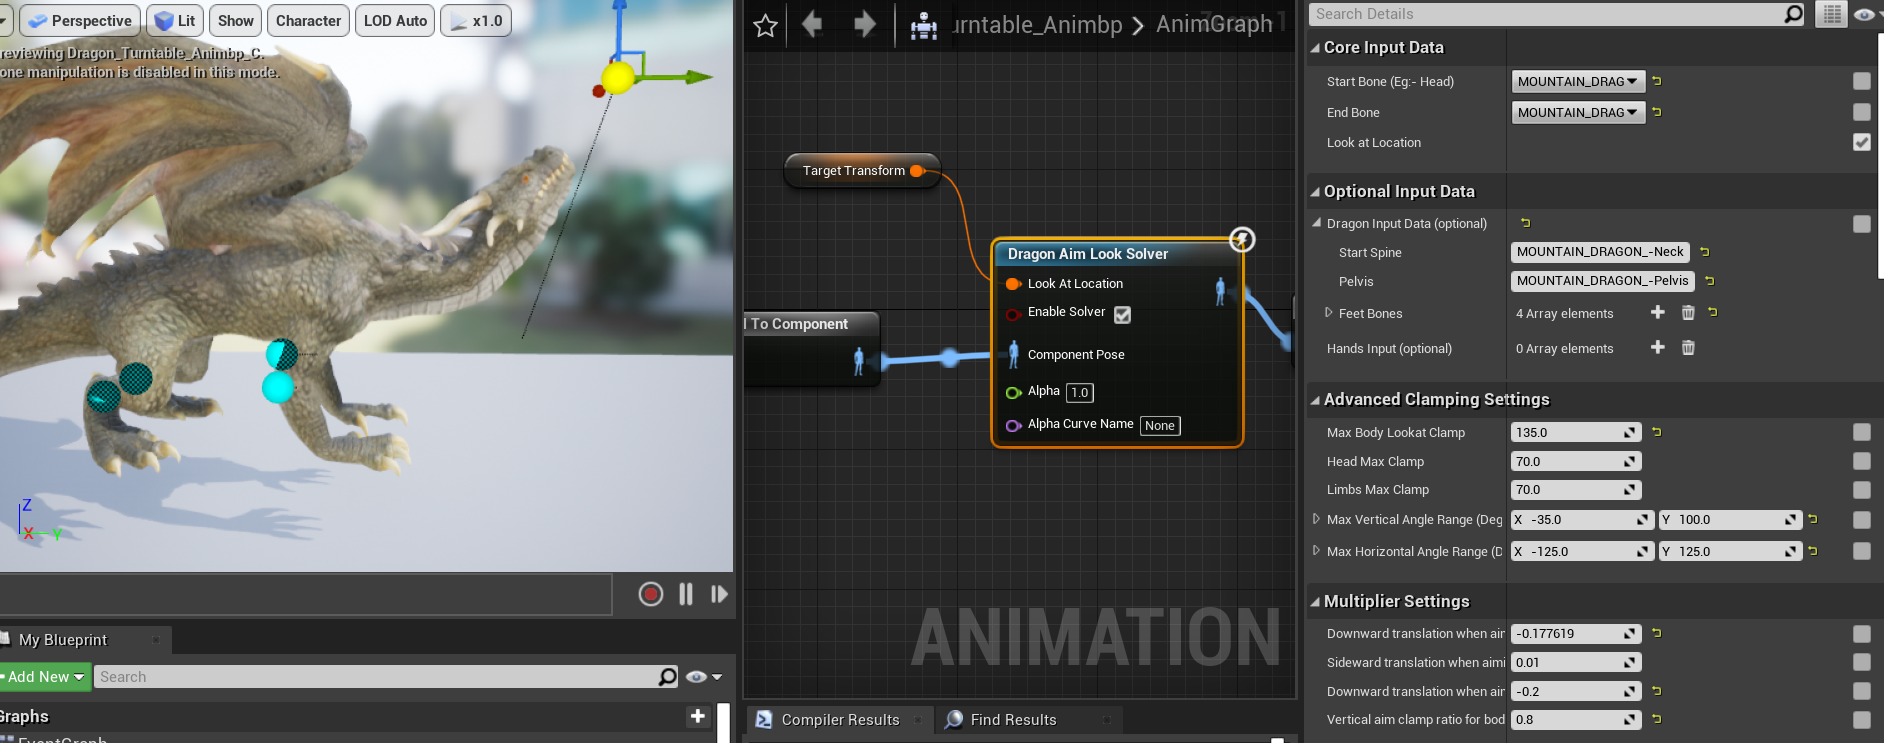 Perspective
Lit
Show
Character
LOD Auto
x1.0
reviewing Dragon_Turntable_Animbp_C.
one manipulation is disabled in this mode.
Z
X
Y
My Blueprint
Add New
Search
Graphs
EventGraph
urntable_Animbp > AnimGraph
Target Transform
l To Component
Dragon Aim Look Solver
Look At Location
Enable Solver
Component Pose
Alpha 1.0
Alpha Curve Name None
ANIMATION
Compiler Results
Find Results
Search Details
Core Input Data
Start Bone (Eg:- Head) MOUNTAIN_DRAG
End Bone MOUNTAIN_DRAG
Look at Location
Optional Input Data
Dragon Input Data (optional)
Start Spine MOUNTAIN_DRAGON_-Neck
Pelvis MOUNTAIN_DRAGON_-Pelvis
Feet Bones 4 Array elements
Hands Input (optional) 0 Array elements
Advanced Clamping Settings
Max Body Lookat Clamp 135.0
Head Max Clamp 70.0
Limbs Max Clamp 70.0
Max Vertical Angle Range (Deg X -35.0 Y 100.0
Max Horizontal Angle Range (D X -125.0 Y 125.0
Multiplier Settings
Downward translation when air -0.177619
Sideward translation when aimi 0.01
Downward translation when air -0.2
Vertical aim clamp ratio for bod 0.8